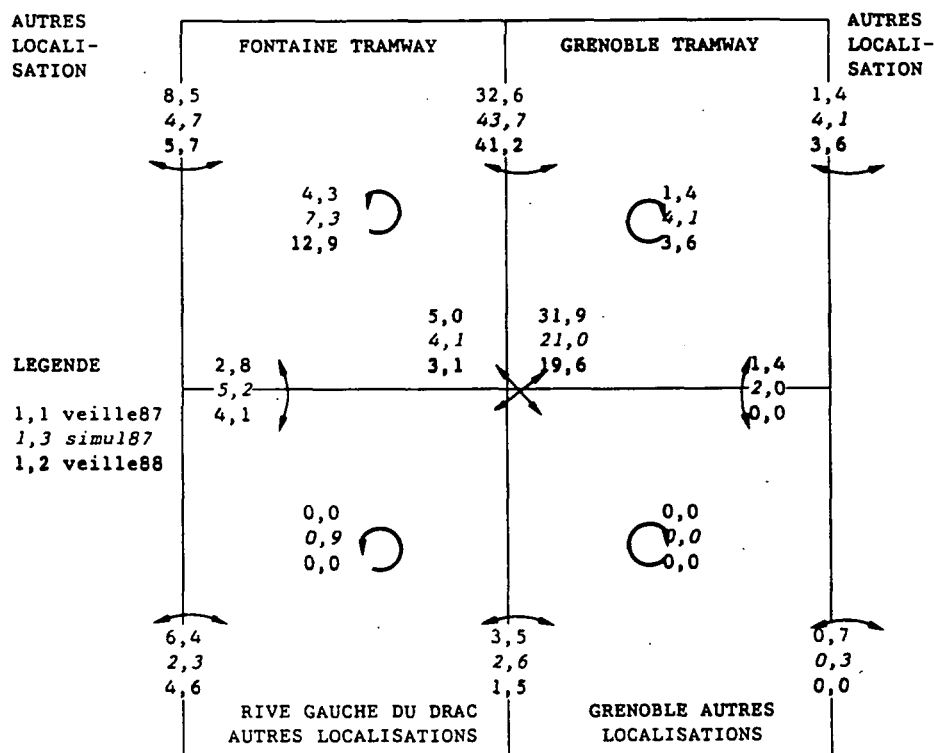 AUTRES
LOCALI-
SATION
FONTAINE TRAMWAY
GRENOBLE TRAMWAY
AUTRES
LOCALI-
SATION
8,5
4,7
5,7
32,6
43,7
41,2
1,4
4,1
3,6
4,3
7,3
12,9
1,4
4,1
3,6
5,0
4,1
3,1
31,9
21,0
19,6
LEGENDE
1,1 veille87
1,3 simul87
1,2 veille88
2,8
5,2
4,1
1,4
2,0
0,0
0,0
0,9
0,0
0,0
0,0
0,0
6,4
2,3
4,6
3,5
2,6
1,5
0,7
0,3
0,0
RIVE GAUCHE DU DRAC
AUTRES LOCALISATIONS
GRENOBLE AUTRES
LOCALISATIONS